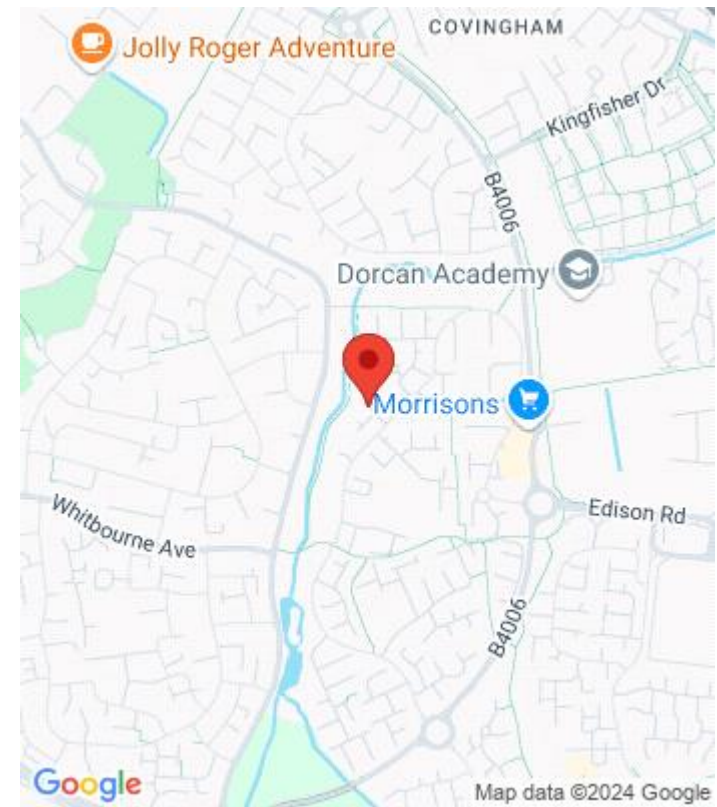 COVINGHAM
Jolly Roger Adventure
Kingfisher Dr
B4006
Dorcan Academy
Morrisons
Whitbourne Ave
Edison Rd
B4006
Google
Map data ©2024 Google